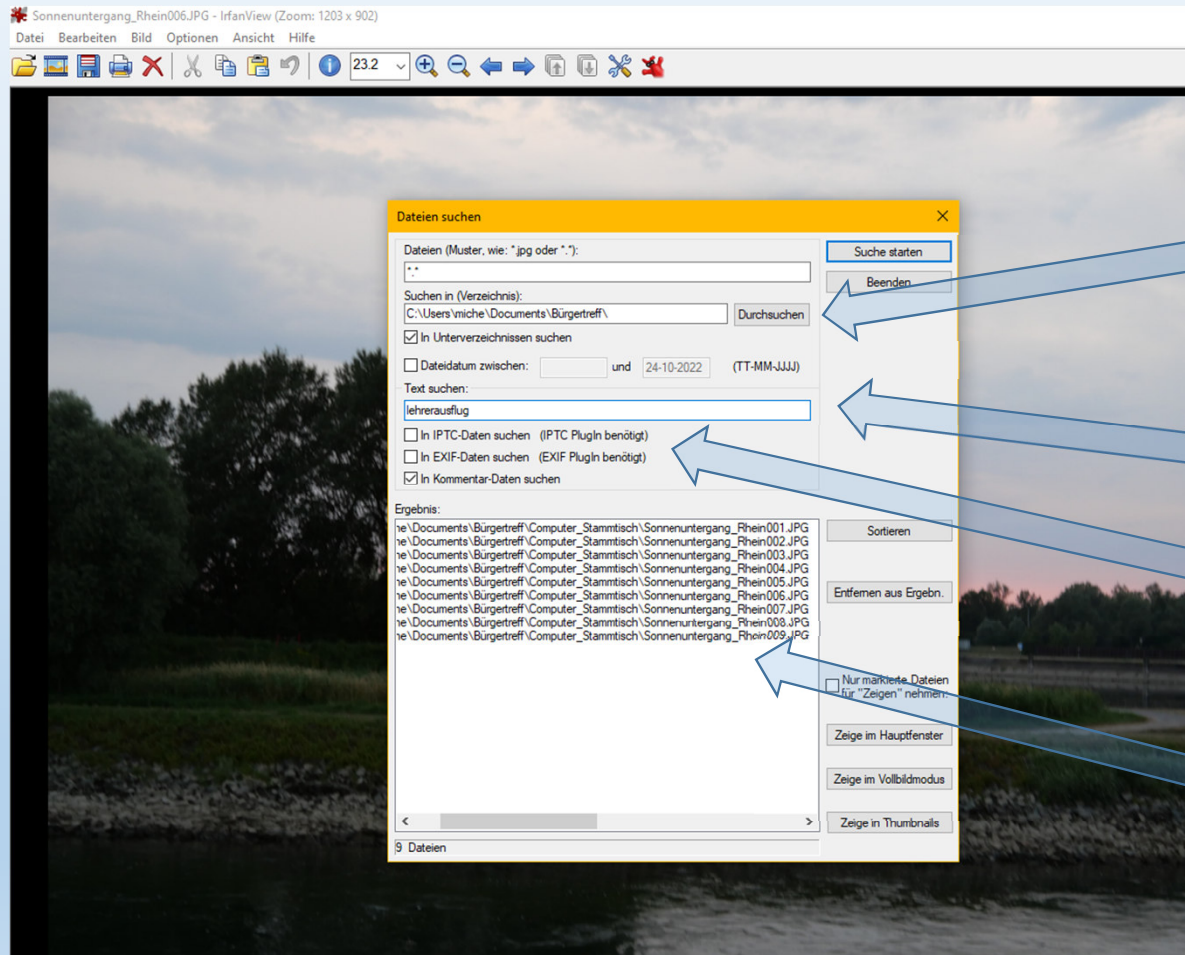 Sonnenuntergang_Rhein006.JPG - IrfanView (Zoom: 1203 x 902)
Datei Bearbeiten Bild Optionen Ansicht Hilfe
23.2
Dateien suchen
Dateien (Muster, wie: *.jpg oder *.*):
*.*
Suche starten
Beenden
Suchen in (Verzeichnis):
C:\Users\miche\Documents\Bürgertreff\
Durchsuchen
In Unterverzeichnissen suchen
Dateidatum zwischen: und 24-10-2022 (TT-MM-JJJJ)
Text suchen:
lehrerausflug
In IPTC-Daten suchen (IPTC PlugIn benötigt)
In EXIF-Daten suchen (EXIF PlugIn benötigt)
In Kommentar-Daten suchen
Ergebnis:
he\Documents\Bürgertreff\Computer_Stammtisch\Sonnenuntergang_Rhein001.JPG
he\Documents\Bürgertreff\Computer_Stammtisch\Sonnenuntergang_Rhein002.JPG
he\Documents\Bürgertreff\Computer_Stammtisch\Sonnenuntergang_Rhein003.JPG
he\Documents\Bürgertreff\Computer_Stammtisch\Sonnenuntergang_Rhein004.JPG
he\Documents\Bürgertreff\Computer_Stammtisch\Sonnenuntergang_Rhein005.JPG
he\Documents\Bürgertreff\Computer_Stammtisch\Sonnenuntergang_Rhein006.JPG
he\Documents\Bürgertreff\Computer_Stammtisch\Sonnenuntergang_Rhein007.JPG
he\Documents\Bürgertreff\Computer_Stammtisch\Sonnenuntergang_Rhein008.JPG
he\Documents\Bürgertreff\Computer_Stammtisch\Sonnenuntergang_Rhein009.JPG
Sortieren
Entfernen aus Ergebn.
Nur markierte Dateien
für "Zeigen" nehmen.
Zeige im Hauptfenster
Zeige im Vollbildmodus
Zeige in Thumbnails
9 Dateien